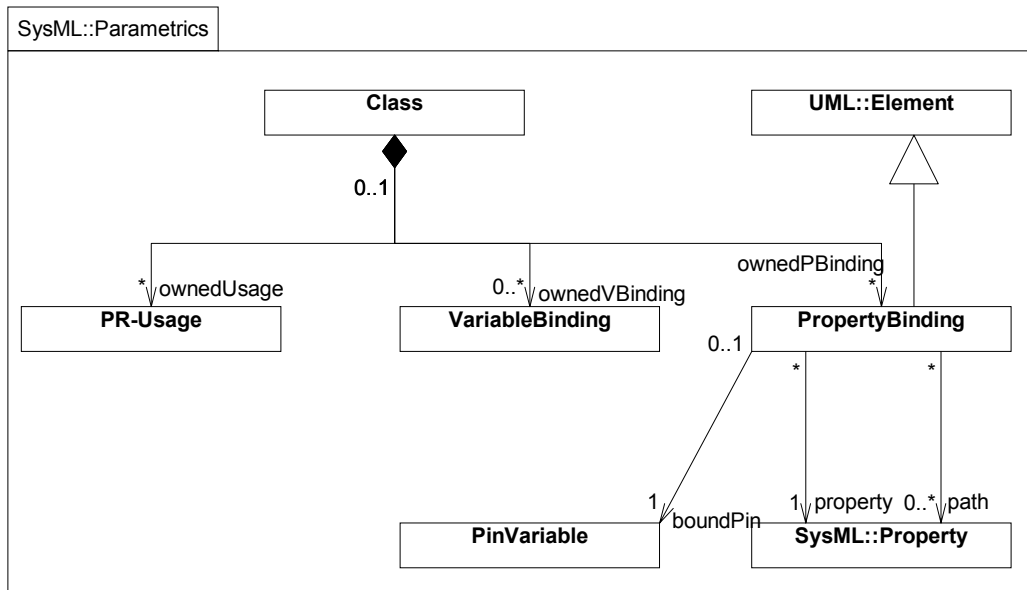 SysML::Parametrics
Class
UML::Element
0..1
ownedPBinding
* ownedUsage
0..* ownedVBinding
*
PR-Usage
VariableBinding
PropertyBinding
0..1
*
*
1
boundPin
1 property
0..* path
PinVariable
SysML::Property